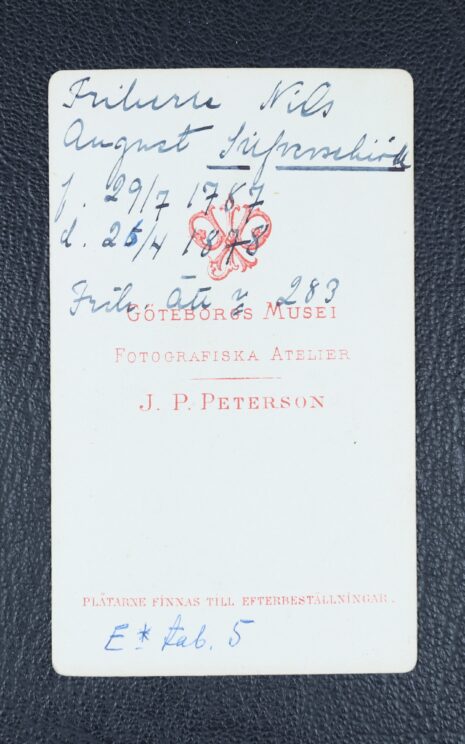 Friherre Nils
August Silfverschiöld
f. 29/7 1787
d. 25/4 1878
Frih. Ätt 283
GÖTEBORGS MUSEI
FOTOGRAFISKA ATELIER
J. P. PETERSON
PLÅTARNE FINNAS TILL EFTERBESTÄLLNINGAR.
E* tab. 5